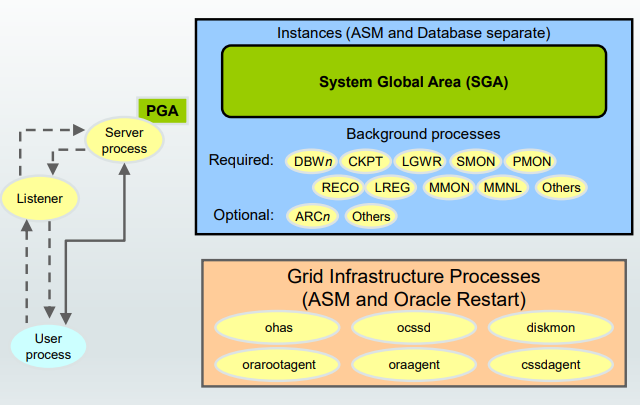 Instances (ASM and Database separate)
System Global Area (SGA)
PGA
Server
process
Background processes
Required: DBWn CKPT LGWR SMON PMON
RECO LREG MMON MMNL Others
Listener
Optional: ARCn Others
Grid Infrastructure Processes
(ASM and Oracle Restart)
ohas ocssd diskmon
User
process
orarootagent oraagent cssdagent